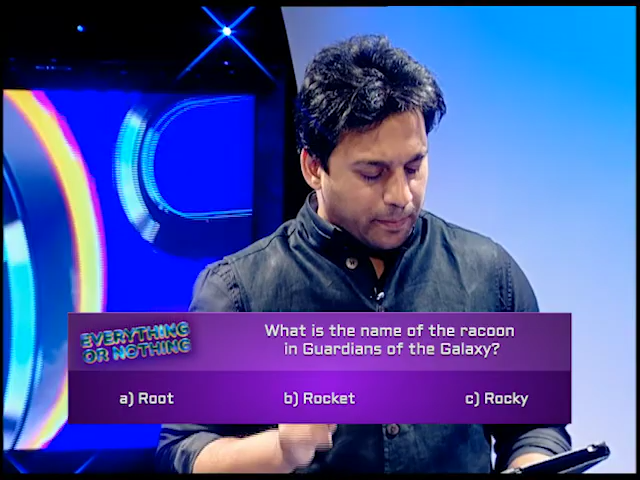 EVERYTHING
OR NOTHING
What is the name of the racoon
in Guardians of the Galaxy?
a) Root
b) Rocket
c) Rocky